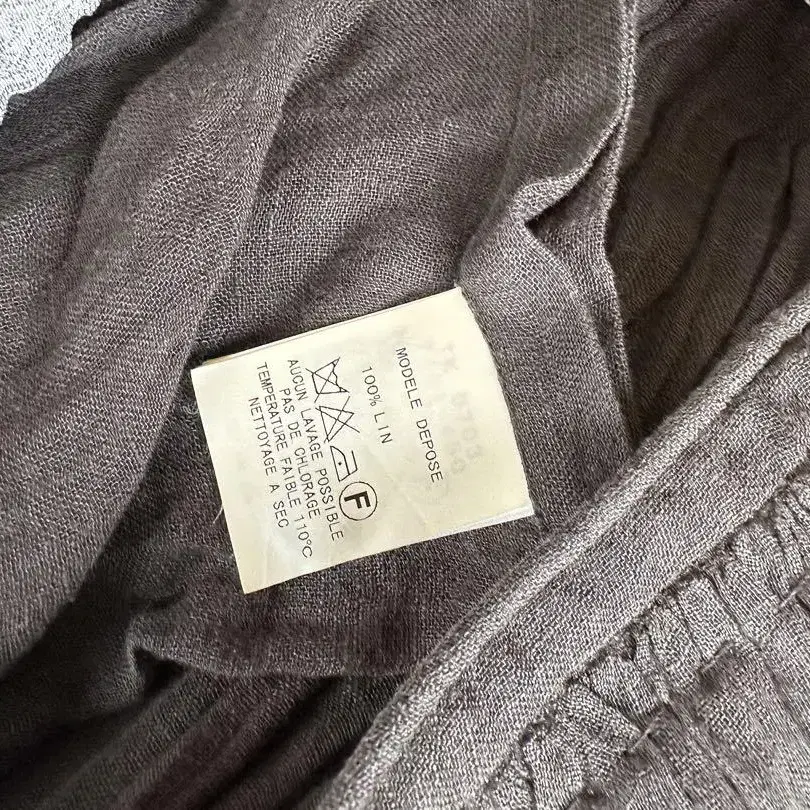 MODELE DEPOSE
100% LIN
F
AUCUN LAVAGE POSSIBLE
PAS DE CHLORAGE
TEMPERATURE FAIBLE 110°C
NETTOYAGE A SEC